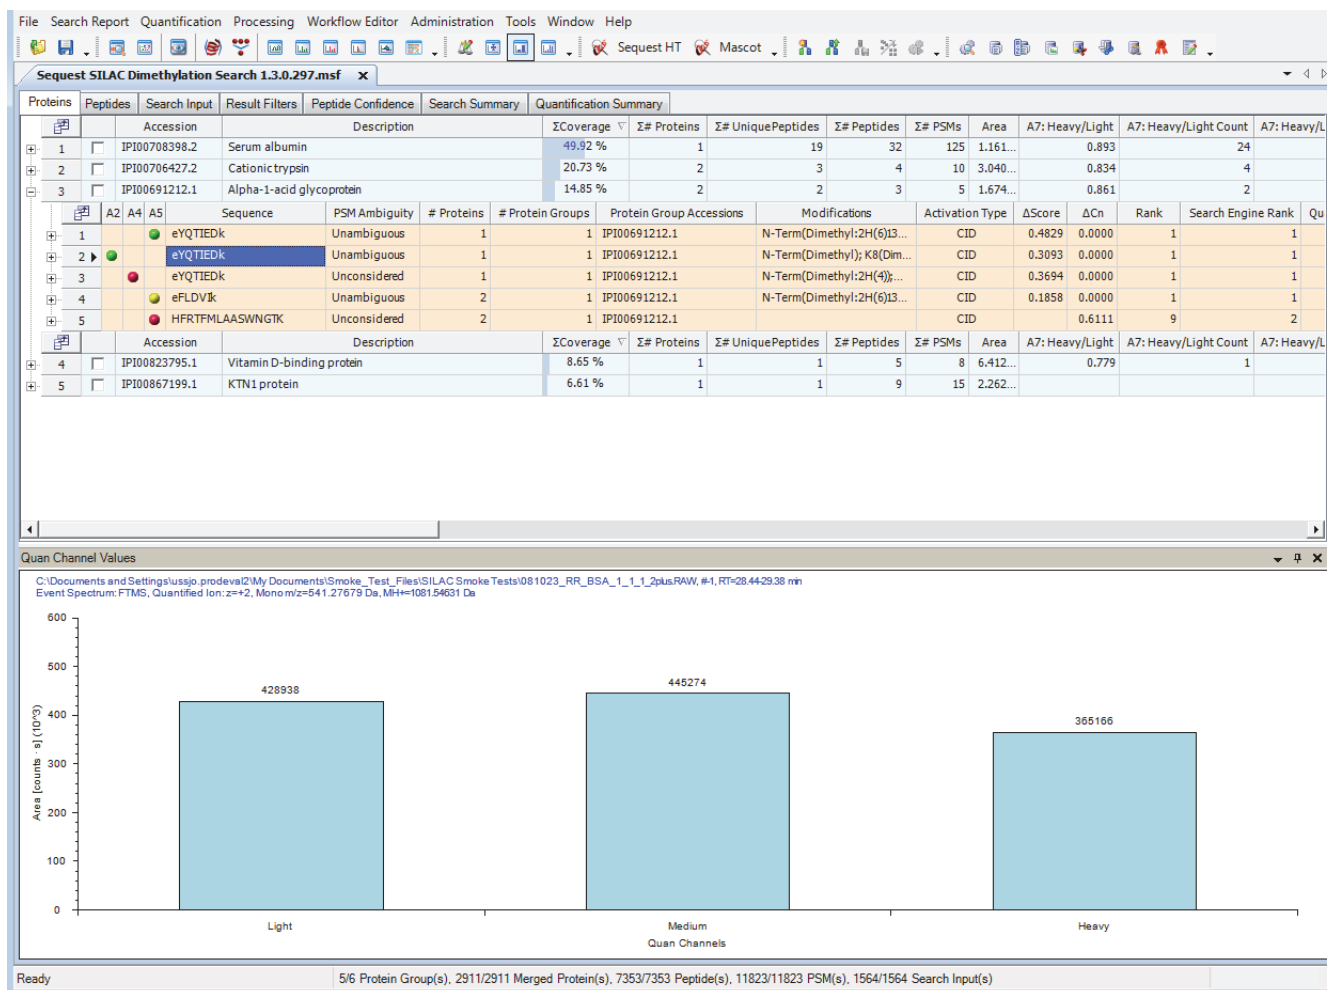 File Search Report Quantification Processing Workflow Editor Administration Tools Window Help
Sequest HT Mascot
Sequest SILAC Dimethylation Search 1.3.0.297.msf x
Proteins Peptides Search Input Result Filters Peptide Confidence Search Summary Quantification Summary
Accession Description ΣCoverage Σ# Proteins Σ# Unique Peptides Σ# Peptides Σ# PSMs Area A7: Heavy/Light A7: Heavy/Light Count A7: Heavy/L
1 IPI00708398.2 Serum albumin 49.92 % 1 19 32 125 1.161... 0.893 24
2 IPI00706427.2 Cationic trypsin 20.73 % 2 3 4 10 3.040... 0.834 4
3 IPI00691212.1 Alpha-1-acid glycoprotein 14.85 % 2 2 3 5 1.674... 0.861 2
A2 A4 A5 Sequence PSM Ambiguity # Proteins # Protein Groups Protein Group Accessions Modifications Activation Type ΔScore ΔCn Rank Search Engine Rank Qu
1 eYQTIEDk Unambiguous 1 1 IPI00691212.1 N-Term(Dimethyl:2H(6)13... CID 0.4829 0.0000 1 1
2 eYQTIEDk Unambiguous 1 1 IPI00691212.1 N-Term(Dimethyl); K8(Dim... CID 0.3093 0.0000 1 1
3 eYQTIEDk Unconsidered 1 1 IPI00691212.1 N-Term(Dimethyl:2H(4));... CID 0.3694 0.0000 1 1
4 eFLDVIk Unambiguous 2 1 IPI00691212.1 N-Term(Dimethyl:2H(6)13... CID 0.1858 0.0000 1 1
5 HFRTFMLAASWNGTK Unconsidered 2 1 IPI00691212.1 CID 0.6111 9 2
Accession Description ΣCoverage Σ# Proteins Σ# Unique Peptides Σ# Peptides Σ# PSMs Area A7: Heavy/Light A7: Heavy/Light Count A7: Heavy/L
4 IPI00823795.1 Vitamin D-binding protein 8.65 % 1 1 5 8 6.412... 0.779 1
5 IPI00867199.1 KTN1 protein 6.61 % 1 1 9 15 2.262...
Quan Channel Values
C:\Documents and Settings\ussjo.prodeval2\My Documents\Smoke_Test_Files\SILAC Smoke Tests\081023_RR_BSA_1_1_1_2plus.RAW, #-1, RT=28.44-29.38 min
Event Spectrum: FTMS, Quantified Ion: z=+2, Mono m/z=541.27679 Da, MH+=1081.54631 Da
600
500
400
300
200
100
0
Area [counts · s] (10^3)
428938
445274
365166
Light Medium Heavy
Quan Channels
Ready 5/6 Protein Group(s), 2911/2911 Merged Protein(s), 7353/7353 Peptide(s), 11823/11823 PSM(s), 1564/1564 Search Input(s)